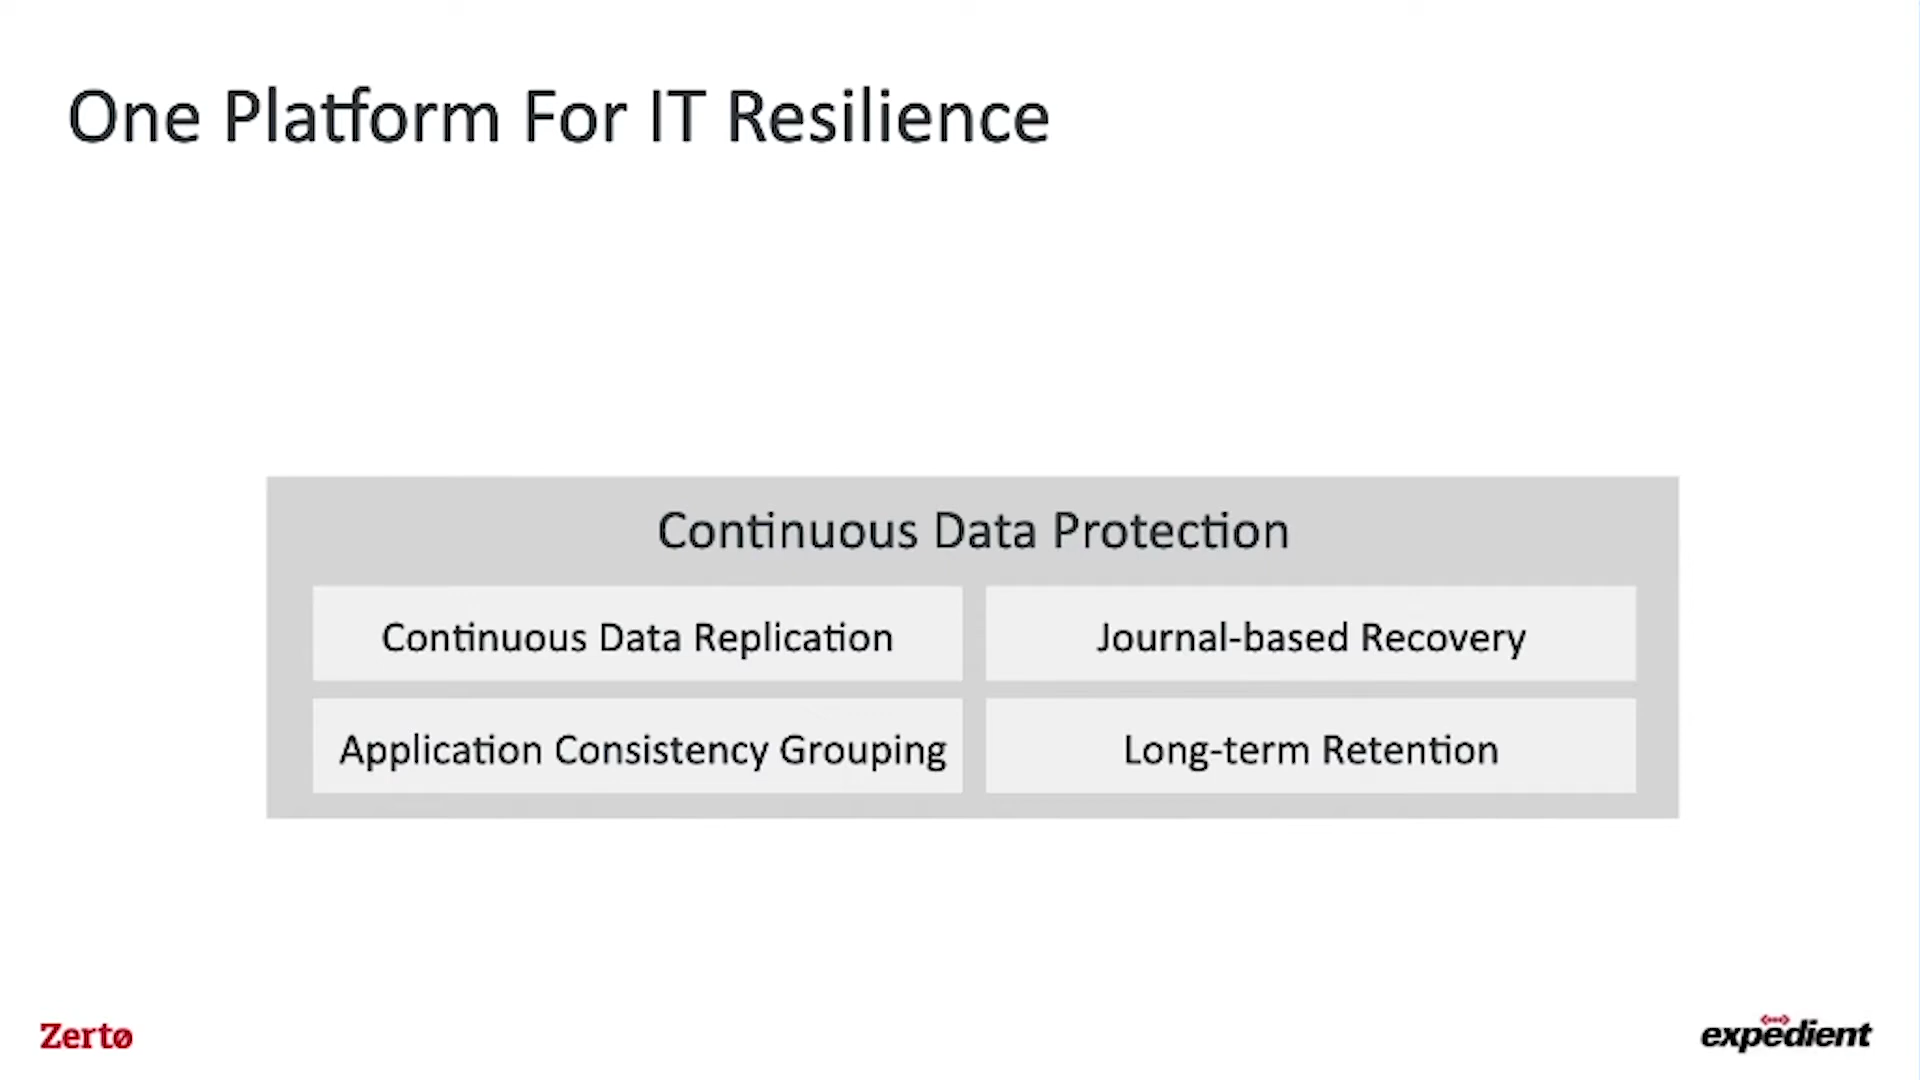 One Platform For IT Resilience
Continuous Data Protection
Continuous Data Replication
Journal-based Recovery
Application Consistency Grouping
Long-term Retention
Zertø
expedient